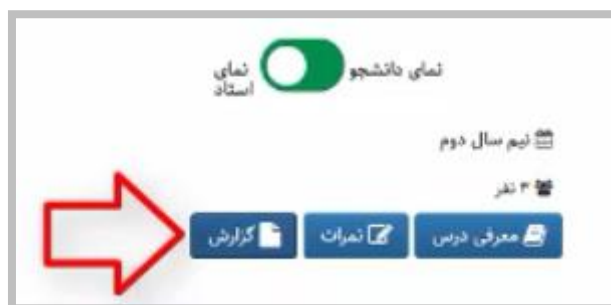 نمای دانشجو
نمای
استاد
نیم سال دوم
۳ نفر
معرفی درس
نمرات
گزارش